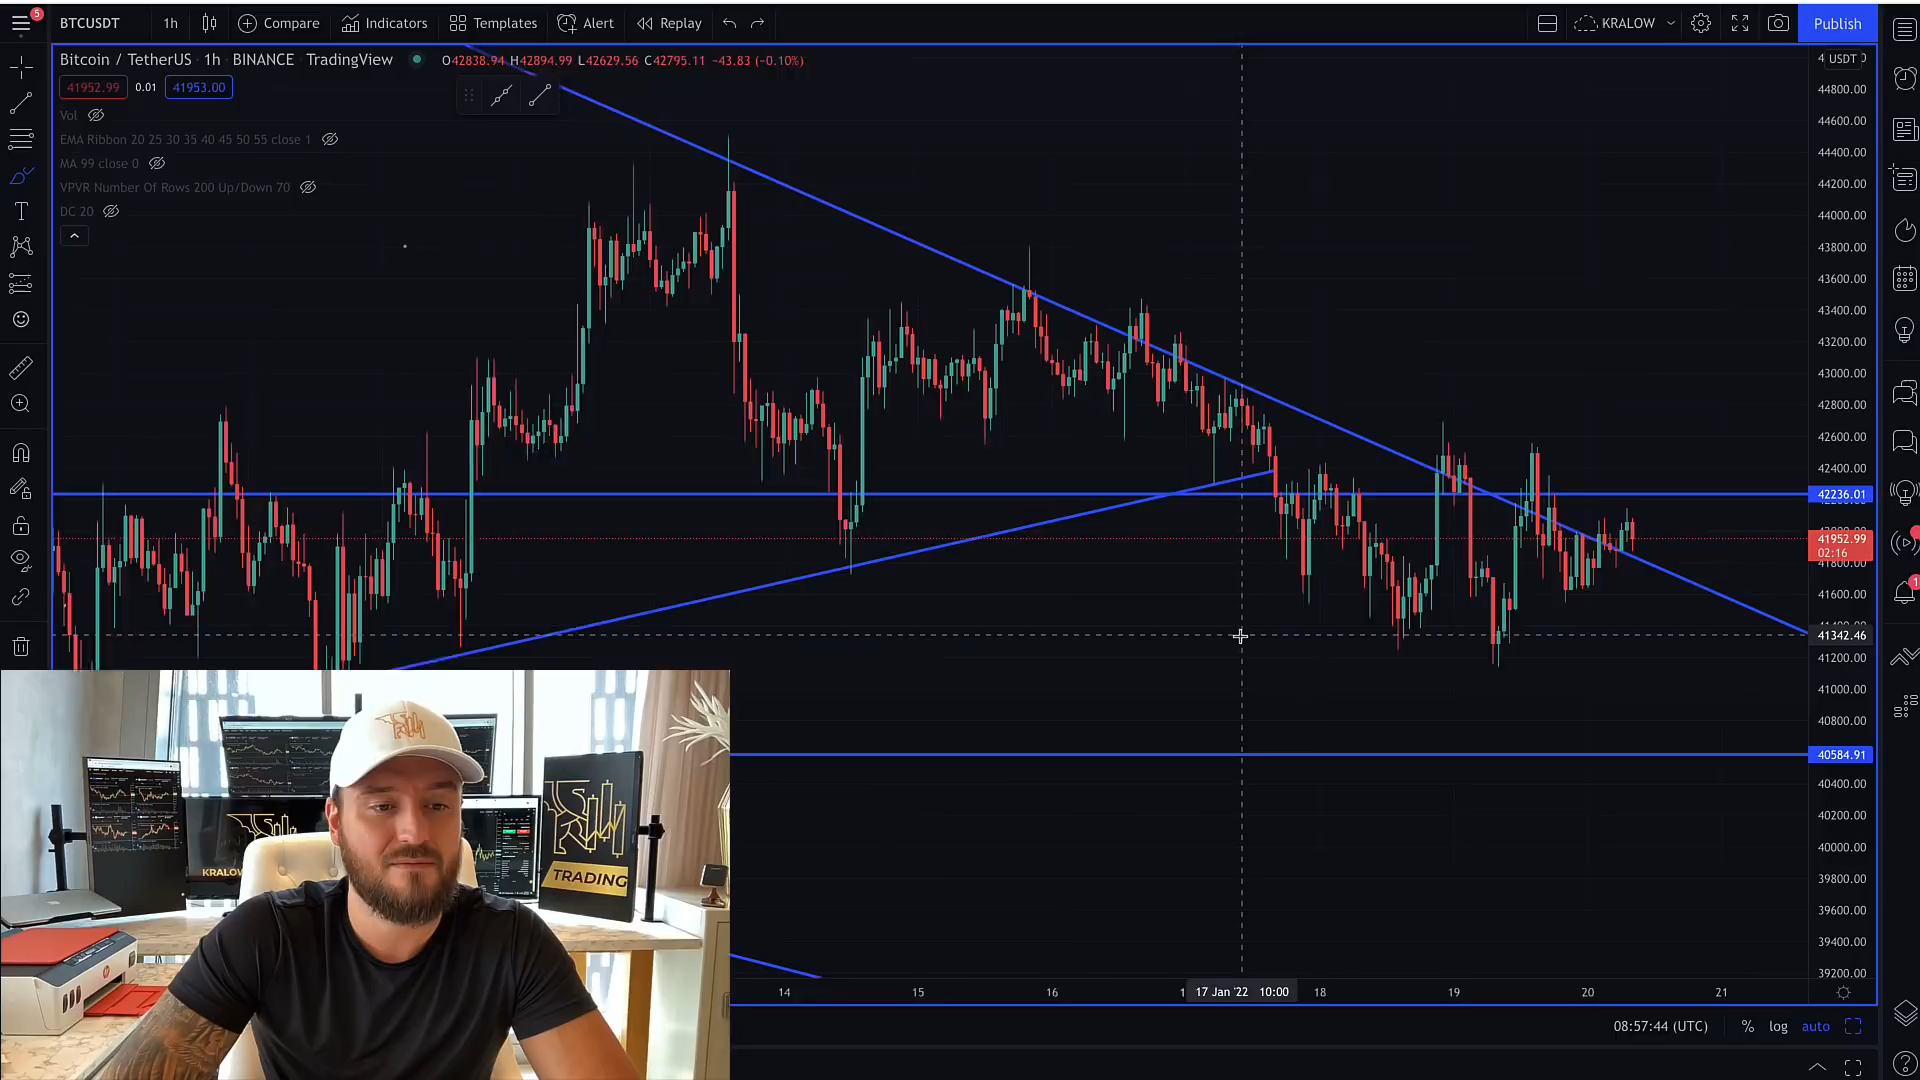 5
BTCUSDT
1h
Compare
Indicators
Templates
Alert
Replay
KRALOW
Publish
Bitcoin / TetherUS · 1h · BINANCE · TradingView
O42838.94 H42894.99 L42629.56 C42795.11 −43.83 (−0.10%)
USDT
41952.99
0.01
41953.00
Vol
EMA Ribbon 20 25 30 35 40 45 50 55 close 1
MA 99 close 0
VPVR Number Of Rows 200 Up/Down 70
DC 20
44800.00
44600.00
44400.00
44200.00
44000.00
43800.00
43600.00
43400.00
43200.00
43000.00
42800.00
42600.00
42400.00
42236.01
41952.99
02:16
41800.00
41600.00
41342.46
41200.00
41000.00
40800.00
40584.91
40400.00
40200.00
40000.00
39800.00
39600.00
39400.00
39200.00
1
14
15
16
17 Jan '22 10:00
18
19
20
21
08:57:44 (UTC)
%
log
auto
KRALOW
TRADING
hp